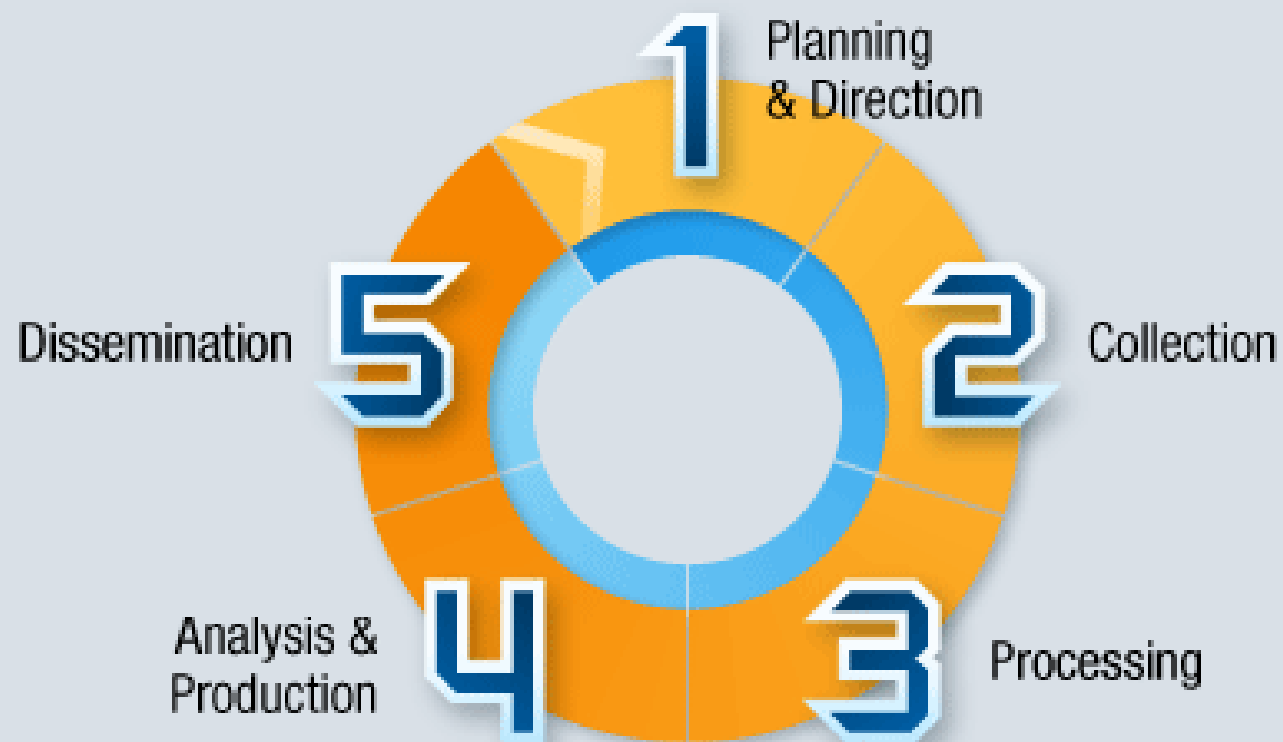 1
Planning
& Direction
2
Collection
3
Processing
4
Analysis &
Production
5
Dissemination